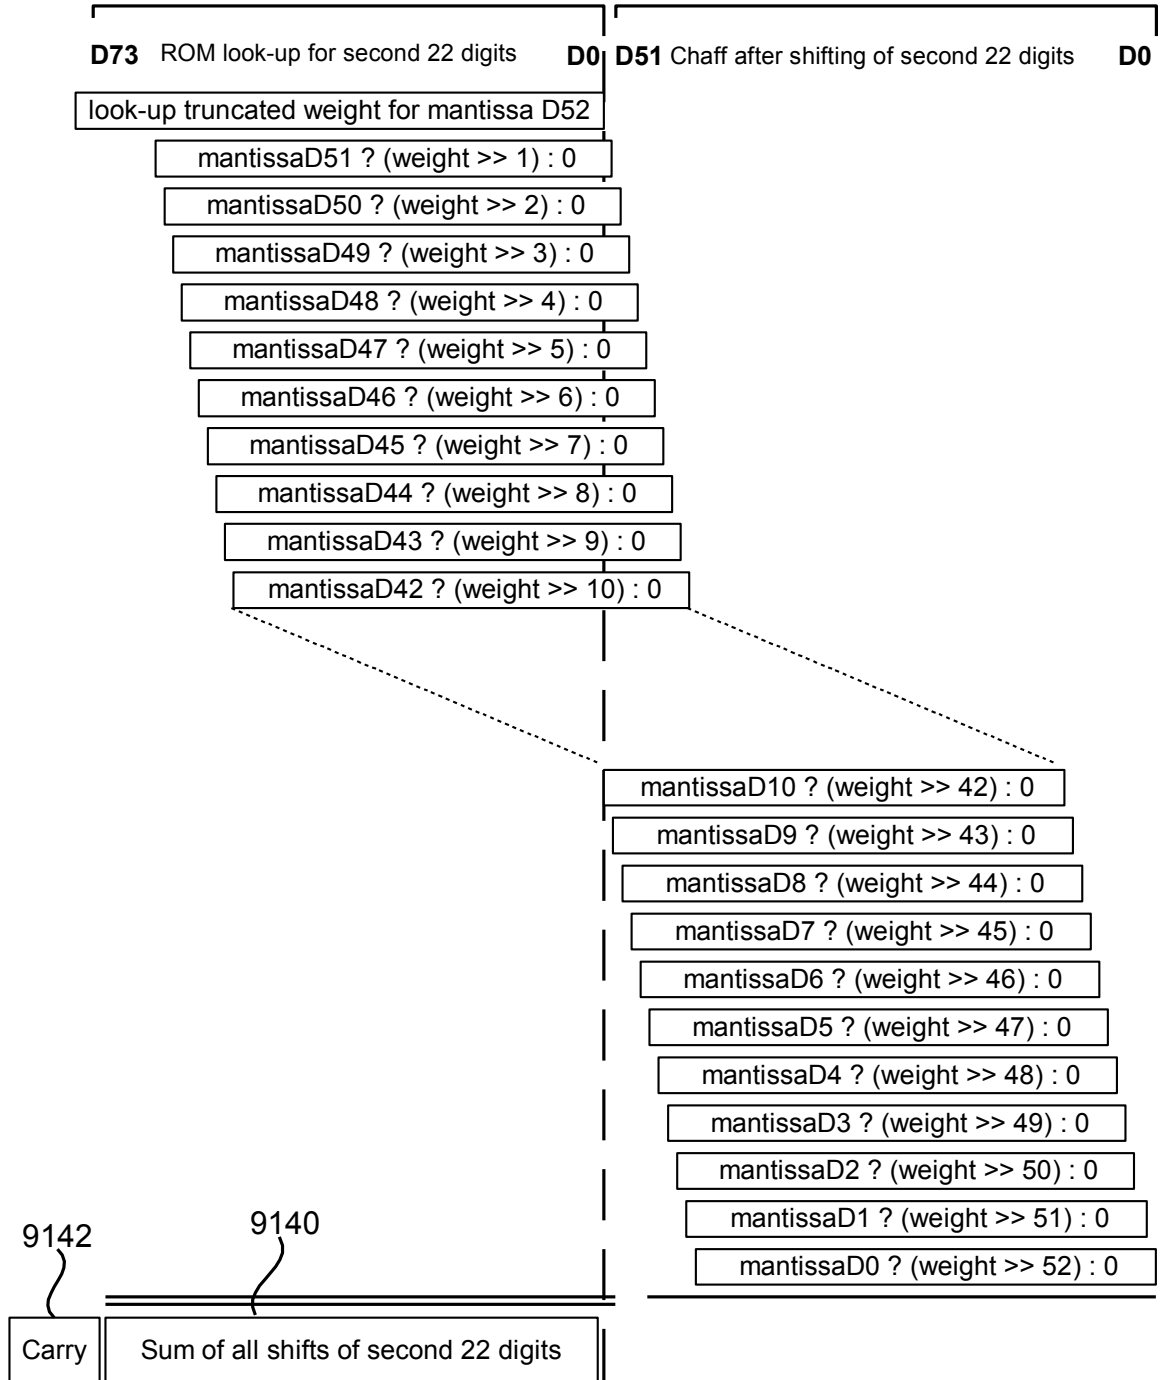 D73 ROM look-up for second 22 digits D0 D51 Chaff after shifting of second 22 digits D0
look-up truncated weight for mantissa D52
mantissaD51 ? (weight >> 1) : 0
mantissaD50 ? (weight >> 2) : 0
mantissaD49 ? (weight >> 3) : 0
mantissaD48 ? (weight >> 4) : 0
mantissaD47 ? (weight >> 5) : 0
mantissaD46 ? (weight >> 6) : 0
mantissaD45 ? (weight >> 7) : 0
mantissaD44 ? (weight >> 8) : 0
mantissaD43 ? (weight >> 9) : 0
mantissaD42 ? (weight >> 10) : 0
mantissaD10 ? (weight >> 42) : 0
mantissaD9 ? (weight >> 43) : 0
mantissaD8 ? (weight >> 44) : 0
mantissaD7 ? (weight >> 45) : 0
mantissaD6 ? (weight >> 46) : 0
mantissaD5 ? (weight >> 47) : 0
mantissaD4 ? (weight >> 48) : 0
mantissaD3 ? (weight >> 49) : 0
mantissaD2 ? (weight >> 50) : 0
mantissaD1 ? (weight >> 51) : 0
mantissaD0 ? (weight >> 52) : 0
9142 9140
Carry Sum of all shifts of second 22 digits